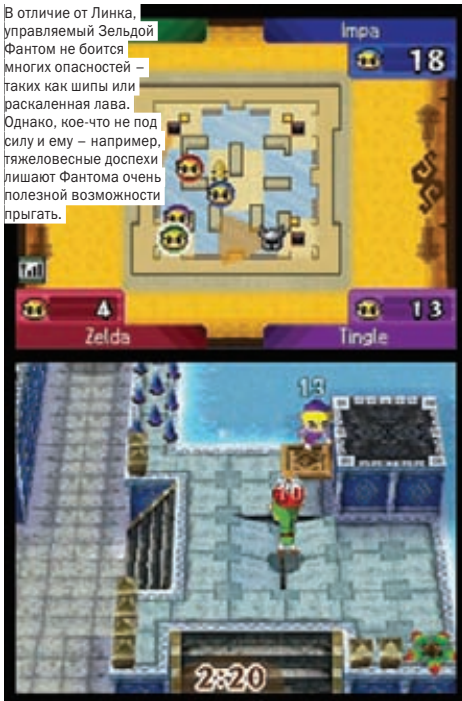 В отличие от Линка,
управляемый Зельдой
Фантом не боится
многих опасностей –
таких как шипы или
раскаленная лава.
Однако, кое-что не под
силу и ему – например,
тяжеловесные доспехи
лишают Фантома очень
полезной возможности
прыгать.
Impa
18
4
13
Zelda
Tingle
13
10
2:20